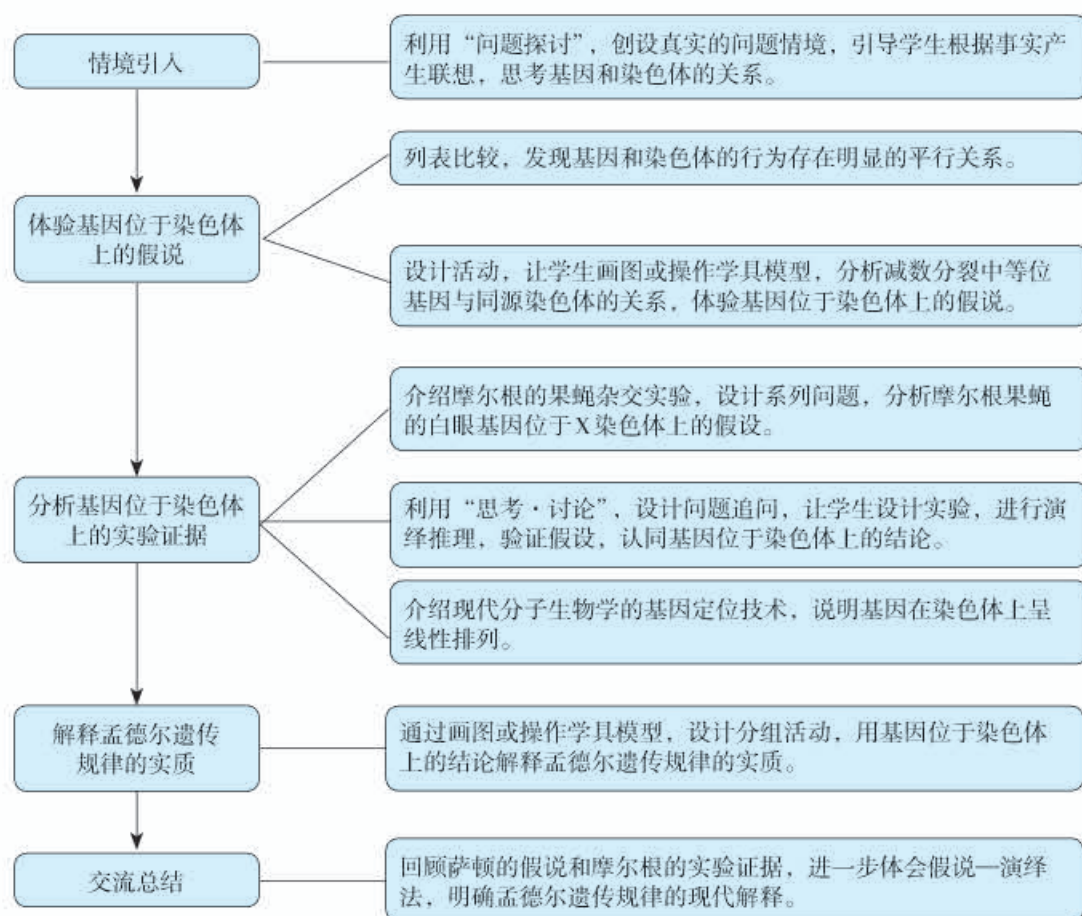 情境引入
利用“问题探讨”，创设真实的问题情境，引导学生根据事实产
生联想，思考基因和染色体的关系。
列表比较，发现基因和染色体的行为存在明显的平行关系。
体验基因位于染色体
上的假说
设计活动，让学生画图或操作学具模型，分析减数分裂中等位
基因与同源染色体的关系，体验基因位于染色体上的假说。
介绍摩尔根的果蝇杂交实验，设计系列问题，分析摩尔根果蝇
的白眼基因位于X染色体上的假设。
分析基因位于染色体
上的实验证据
利用“思考·讨论”，设计问题追问，让学生设计实验，进行演
绎推理，验证假设，认同基因位于染色体上的结论。
介绍现代分子生物学的基因定位技术，说明基因在染色体上呈
线性排列。
解释孟德尔遗传
规律的实质
通过画图或操作学具模型，设计分组活动，用基因位于染色体
上的结论解释孟德尔遗传规律的实质。
交流总结
回顾萨顿的假说和摩尔根的实验证据，进一步体会假说—演绎
法，明确孟德尔遗传规律的现代解释。